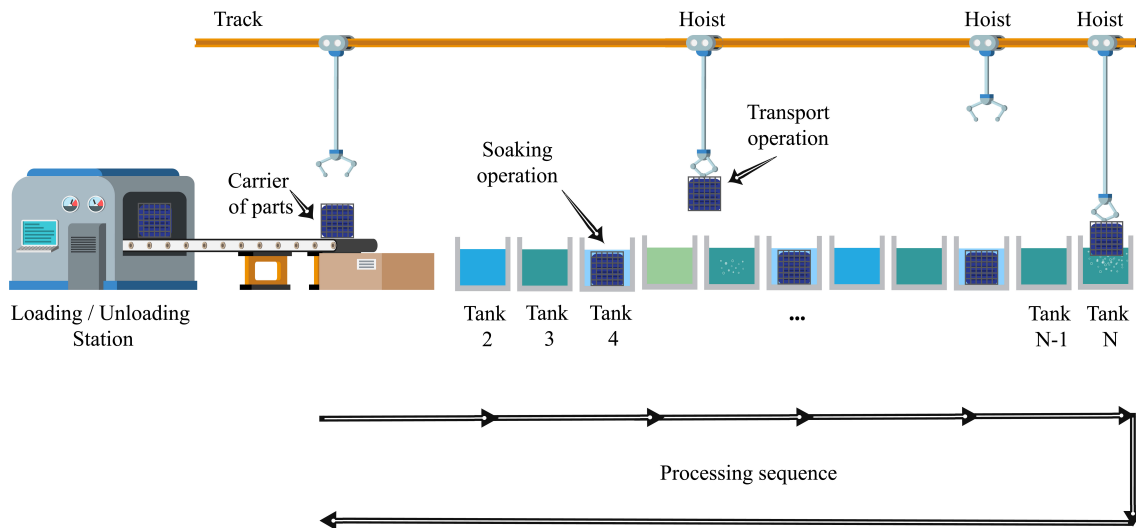 Track
Hoist
Hoist
Hoist
Transport
operation
Soaking
operation
Carrier
of parts
Loading / Unloading
Station
Tank
2
Tank
3
Tank
4
...
Tank
N-1
Tank
N
Processing sequence